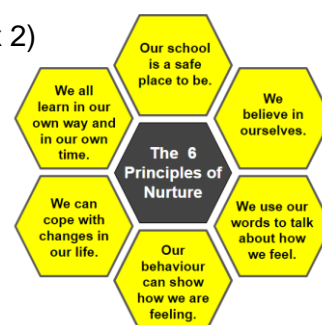 2)
Our school
is a safe
place to be.
We all
learn in our
own way and
in our own
time.
We
believe in
ourselves.
The 6
Principles of
Nurture
We can
cope with
changes in
our life.
We use our
words to talk
about how
we feel.
Our
behaviour
can show
how we are
feeling.